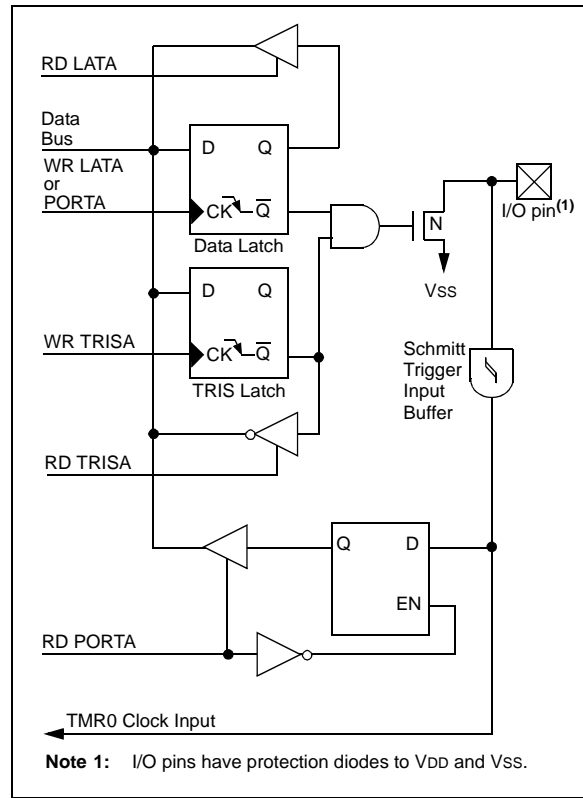 RD LATA
Data
Bus
WR LATA
or
PORTA
D Q
CK Q
Data Latch
N
I/O pin(1)
VSS
D Q
CK Q
WR TRISA
TRIS Latch
Schmitt
Trigger
Input
Buffer
RD TRISA
Q D
EN
RD PORTA
TMR0 Clock Input
Note 1: I/O pins have protection diodes to VDD and VSS.